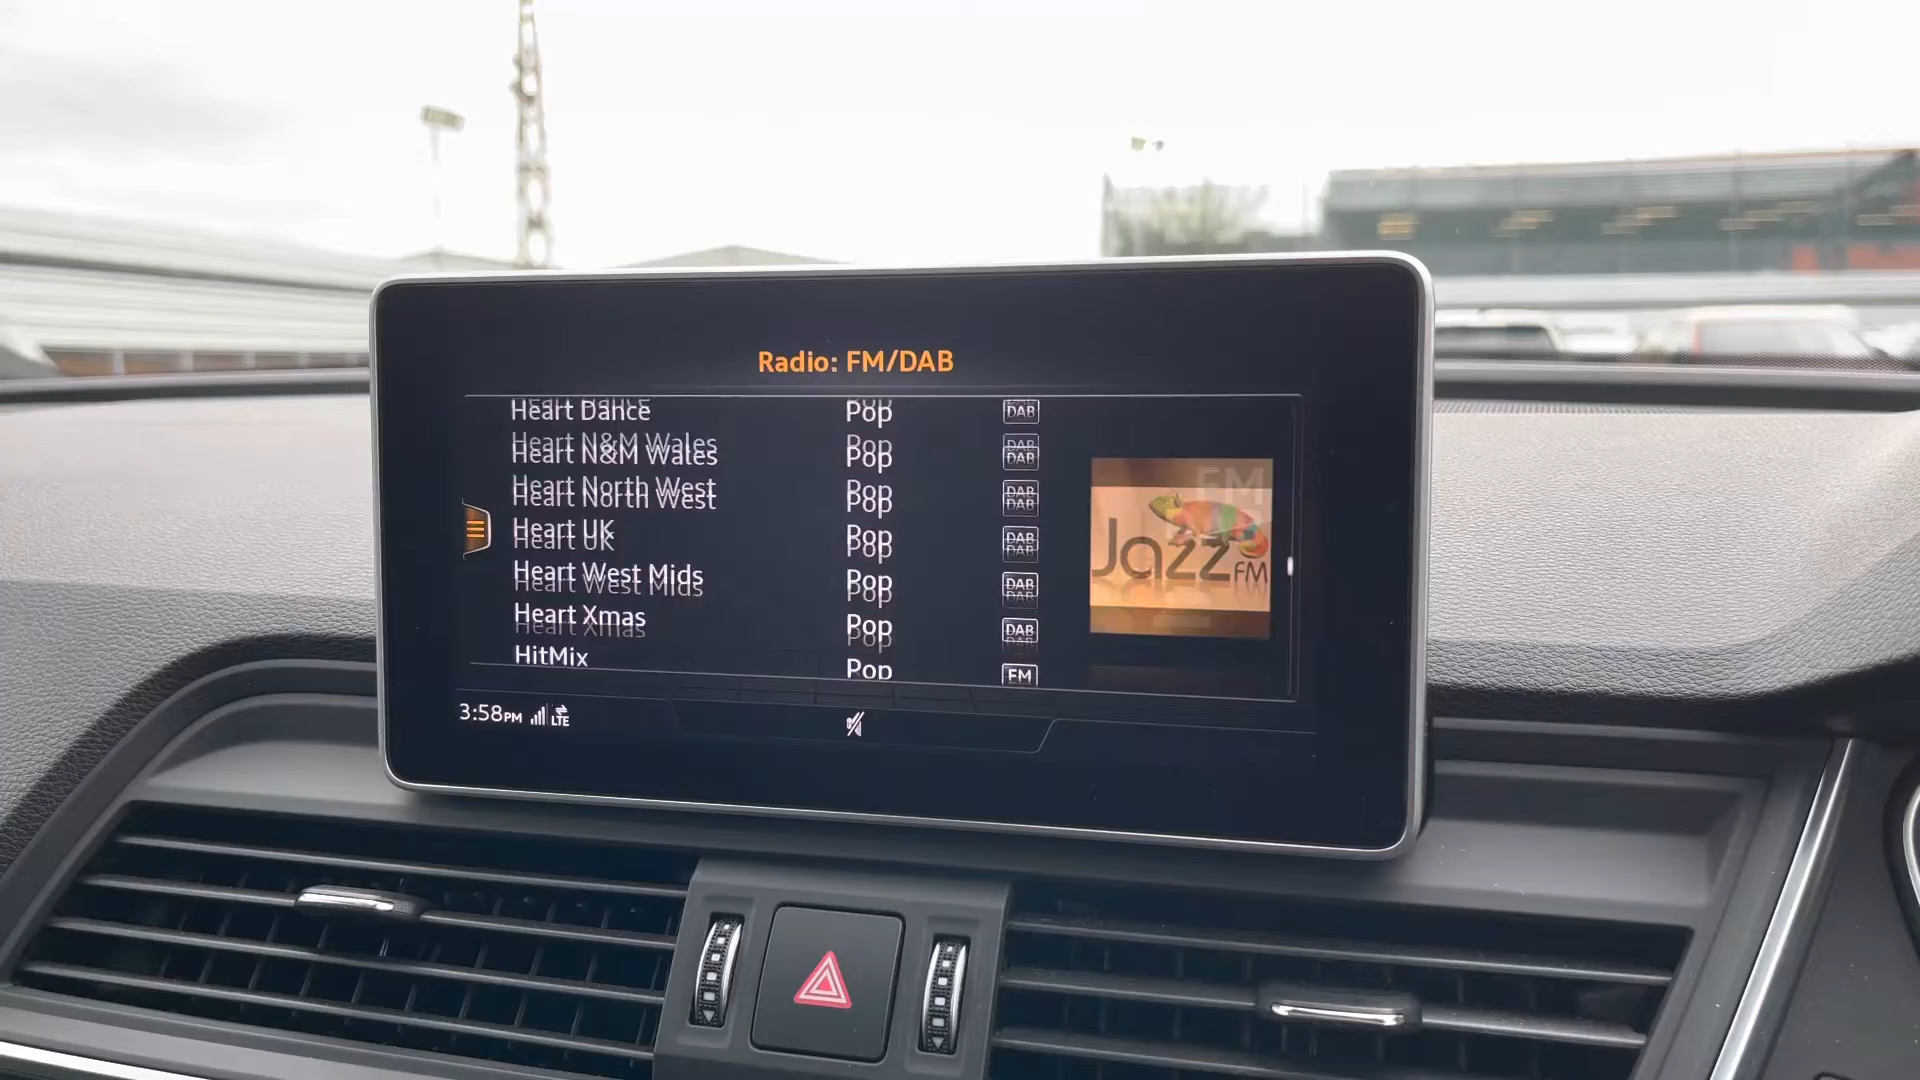 Radio: FM/DAB
Heart Dance Pop DAB
Heart N&M Wales Pop DAB
Heart North West Pop DAB
Heart UK Pop DAB
Heart West Mids Pop DAB
Heart Xmas Pop DAB
HitMix Pop FM
FM
Jazz FM
3:58PM LTE